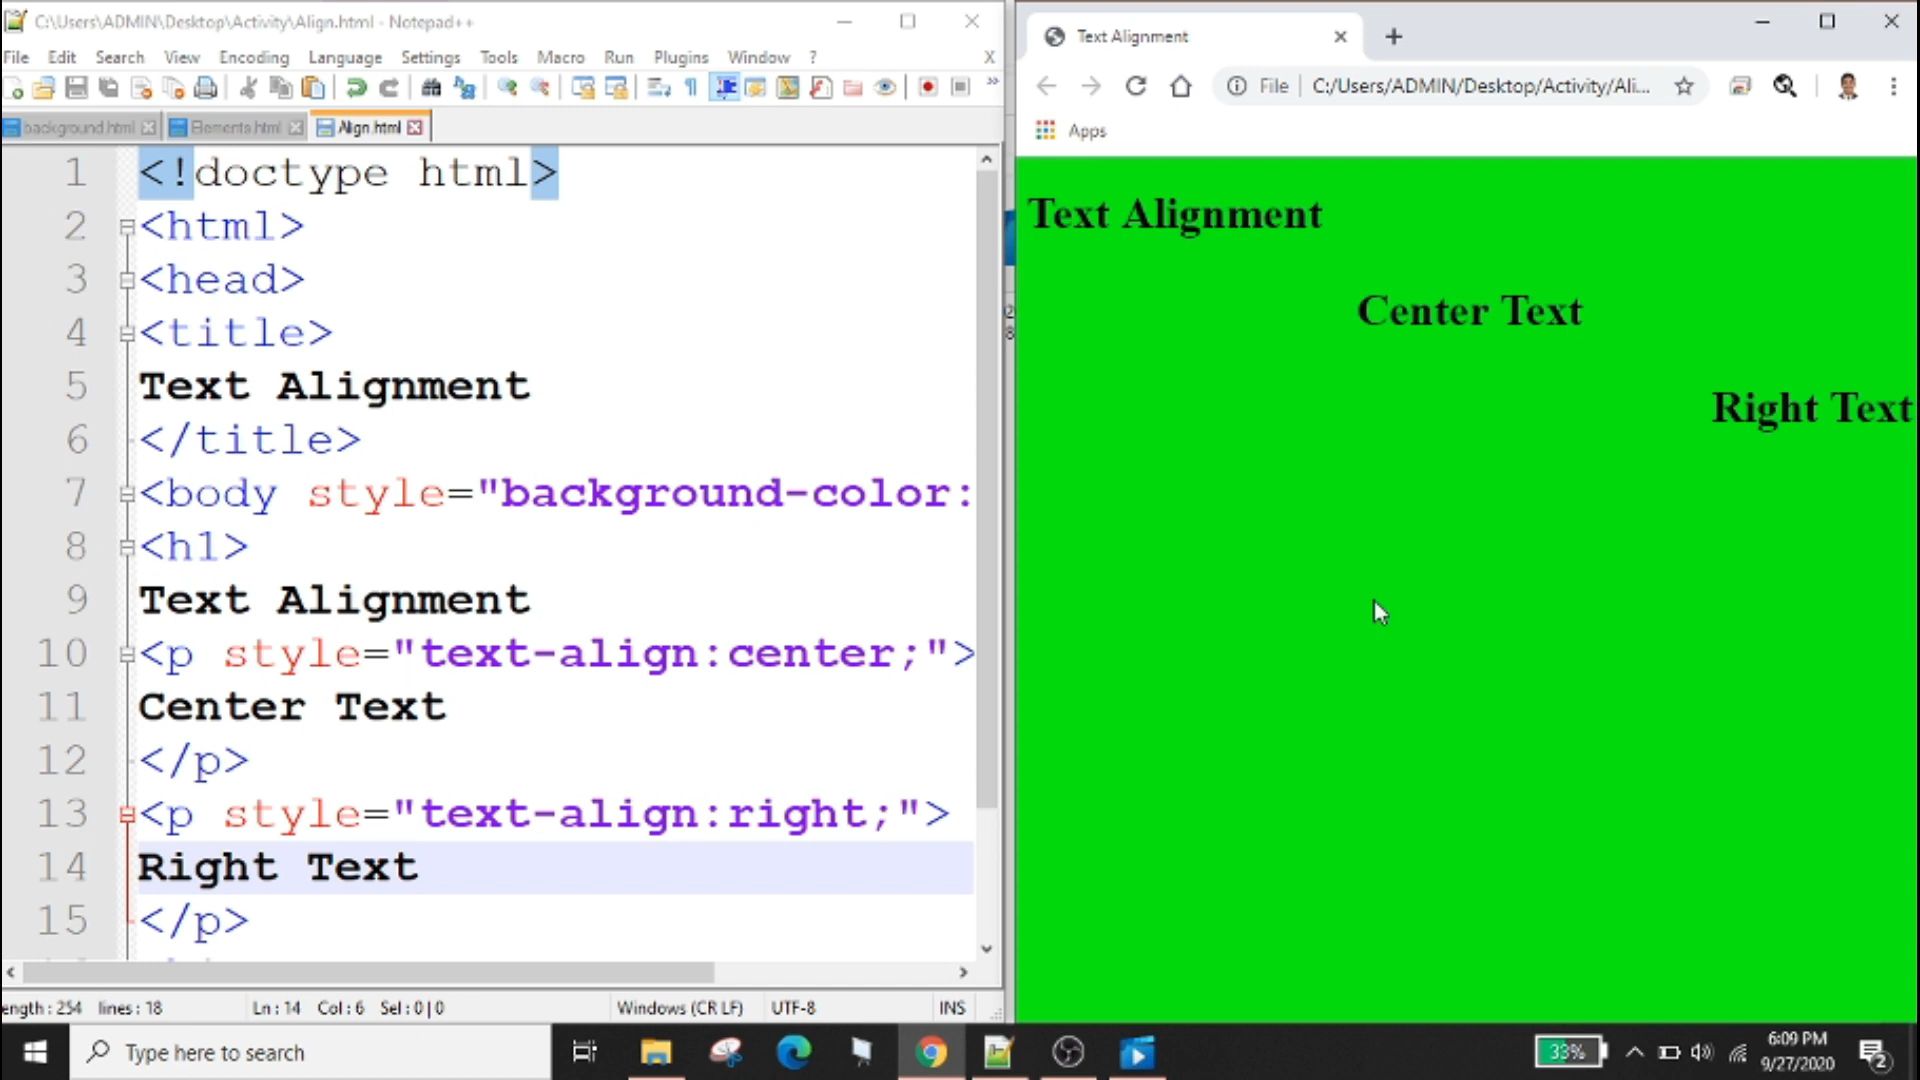 C:\Users\ADMIN\Desktop\Activity\Align.html - Notepad++
File Edit Search View Encoding Language Settings Tools Macro Run Plugins Window ? X
background.html Elements.html Align.html
1 <!doctype html>
2 <html>
3 <head>
4 <title>
5 Text Alignment
6 </title>
7 <body style="background-color:
8 <h1>
9 Text Alignment
10 <p style="text-align:center;">
11 Center Text
12 </p>
13 <p style="text-align:right;">
14 Right Text
15 </p>
ength : 254 lines : 18 Ln : 14 Col : 6 Sel : 0 | 0 Windows (CR LF) UTF-8 INS
Text Alignment
File C:/Users/ADMIN/Desktop/Activity/Ali...
Apps
Text Alignment
Center Text
Right Text
Type here to search
33%
6:09 PM
9/27/2020
2